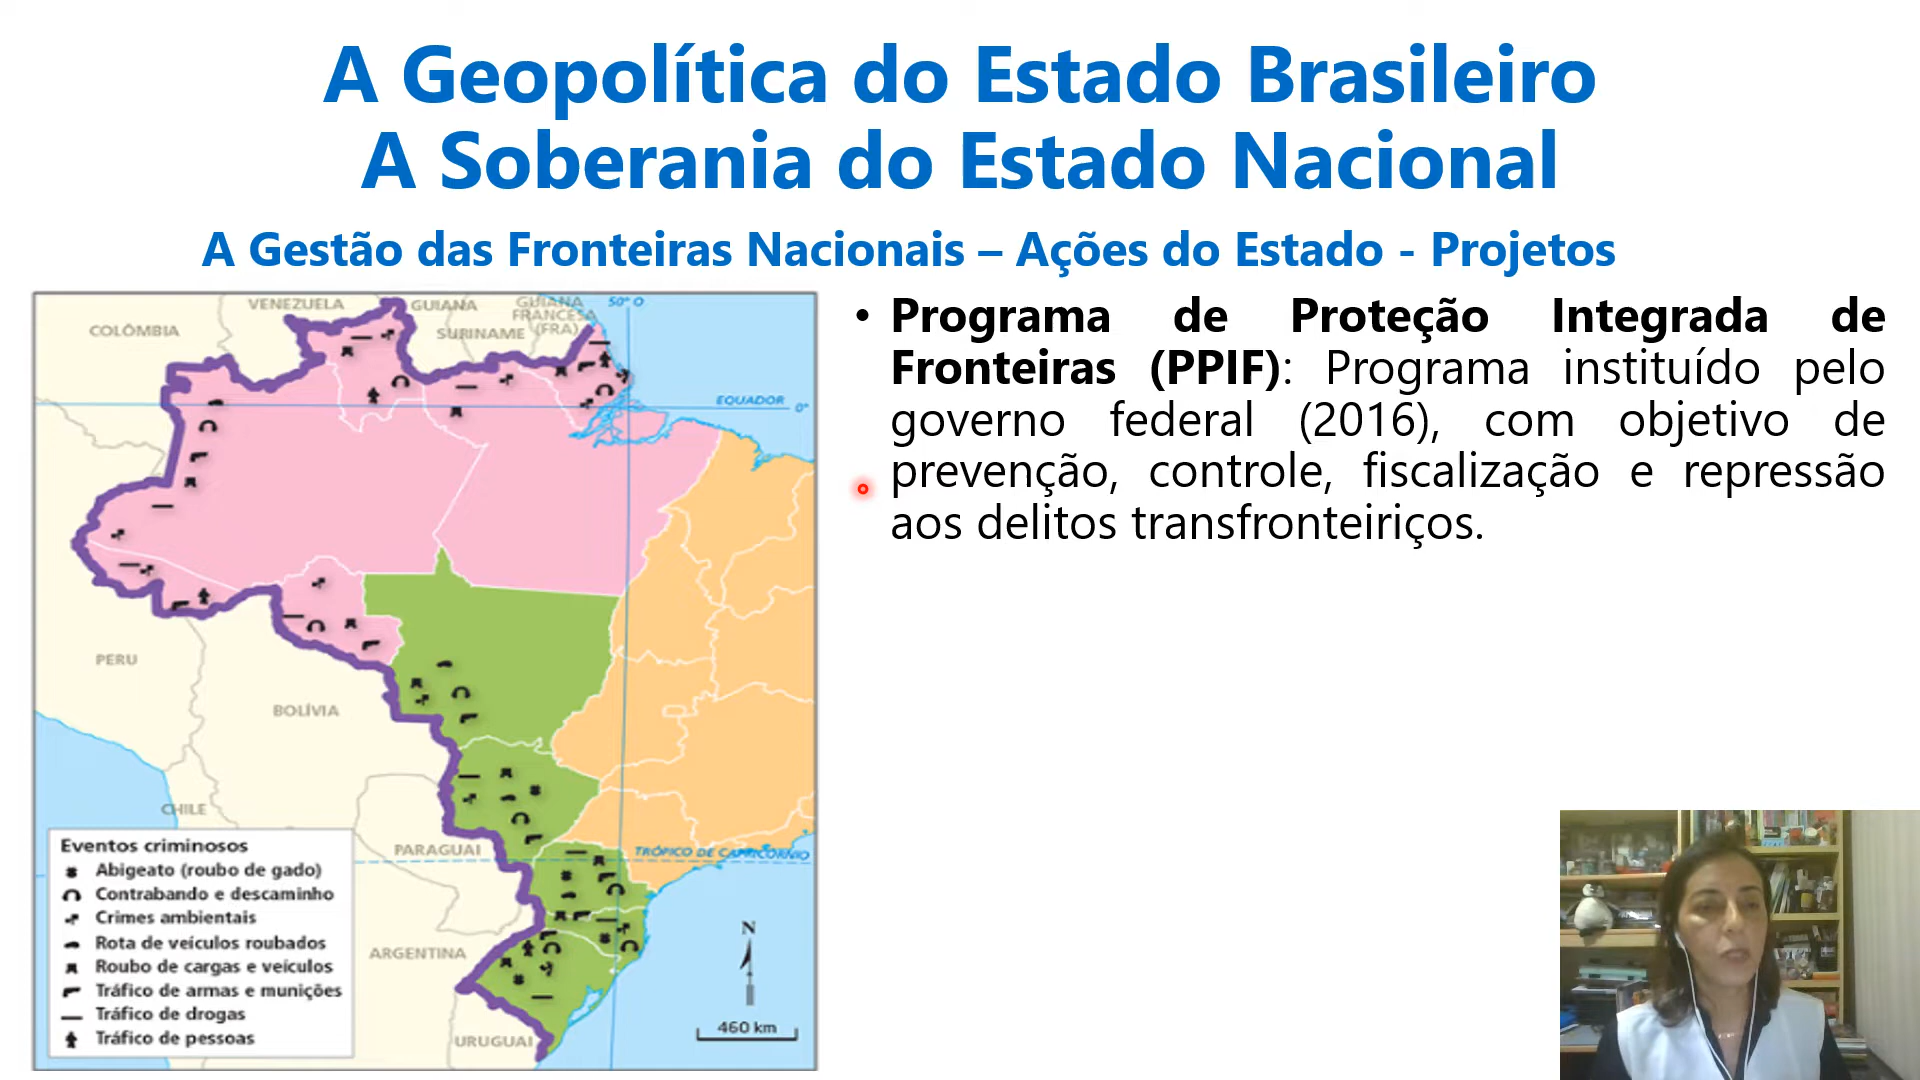 A Geopolítica do Estado Brasileiro
A Soberania do Estado Nacional
A Gestão das Fronteiras Nacionais – Ações do Estado - Projetos
VENEZUELA
GUIANA
GUIANA
FRANCESA
(FRA)
50° O
COLÔMBIA
SURINAME
EQUADOR
0°
PERU
BOLÍVIA
CHILE
PARAGUAI
TRÓPICO DE CAPRICÓRNIO
ARGENTINA
URUGUAI
N
460 km
Eventos criminosos
Abigeato (roubo de gado)
Contrabando e descaminho
Crimes ambientais
Rota de veículos roubados
Roubo de cargas e veículos
Tráfico de armas e munições
Tráfico de drogas
Tráfico de pessoas
• Programa de Proteção Integrada de
Fronteiras (PPIF): Programa instituído pelo
governo federal (2016), com objetivo de
prevenção, controle, fiscalização e repressão
aos delitos transfronteiriços.